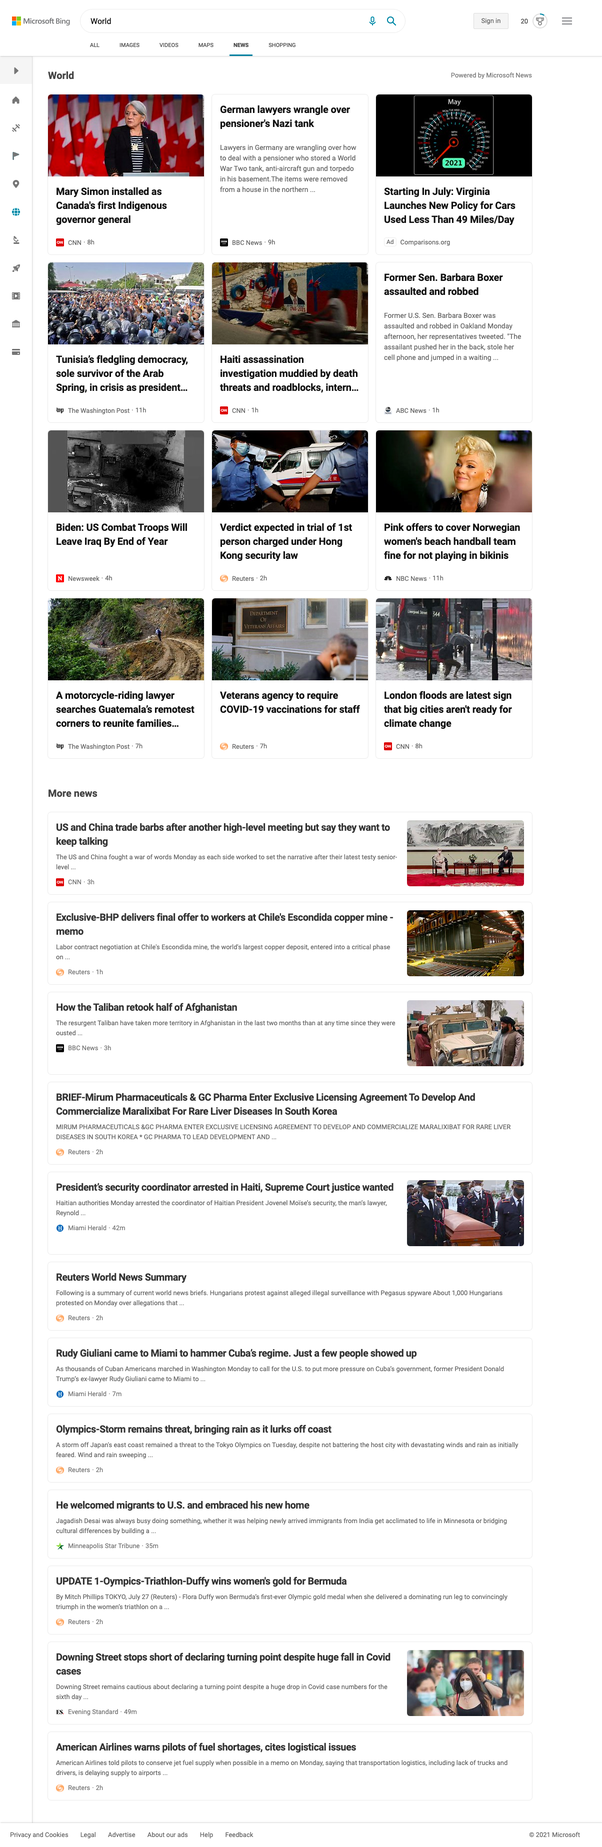 Microsoft Bing
World
Sign in
20
ALL
IMAGES
VIDEOS
MAPS
NEWS
SHOPPING
World
Powered by Microsoft News
Mary Simon installed as
Canada's first Indigenous
governor general
CNN · 8h
German lawyers wrangle over
pensioner's Nazi tank
Lawyers in Germany are wrangling over how
to deal with a pensioner who stored a World
War Two tank, anti-aircraft gun and torpedo
in his basement.The items were removed
from a house in the northern ...
BBC News · 9h
May
2021
Starting In July: Virginia
Launches New Policy for Cars
Used Less Than 49 Miles/Day
Ad Comparisons.org
Tunisia's fledgling democracy,
sole survivor of the Arab
Spring, in crisis as president...
The Washington Post · 11h
Haiti assassination
investigation muddied by death
threats and roadblocks, intern...
CNN · 1h
Former Sen. Barbara Boxer
assaulted and robbed
Former U.S. Sen. Barbara Boxer was
assaulted and robbed in Oakland Monday
afternoon, her representatives tweeted. "The
assailant pushed her in the back, stole her
cell phone and jumped in a waiting ...
ABC News · 1h
Biden: US Combat Troops Will
Leave Iraq By End of Year
Newsweek · 4h
Verdict expected in trial of 1st
person charged under Hong
Kong security law
Reuters · 2h
Pink offers to cover Norwegian
women's beach handball team
fine for not playing in bikinis
NBC News · 11h
A motorcycle-riding lawyer
searches Guatemala's remotest
corners to reunite families...
The Washington Post · 7h
DEPARTMENT
OF
VETERANS AFFAIRS
Veterans agency to require
COVID-19 vaccinations for staff
Reuters · 7h
London floods are latest sign
that big cities aren't ready for
climate change
CNN · 8h
More news
US and China trade barbs after another high-level meeting but say they want to
keep talking
The US and China fought a war of words Monday as each side worked to set the narrative after their latest testy senior-
level ...
CNN · 3h
Exclusive-BHP delivers final offer to workers at Chile's Escondida copper mine -
memo
Labor contract negotiation at Chile's Escondida mine, the world's largest copper deposit, entered into a critical phase
on ...
Reuters · 1h
How the Taliban retook half of Afghanistan
The resurgent Taliban have taken more territory in Afghanistan in the last two months than at any time since they were
ousted ...
BBC News · 3h
BRIEF-Mirum Pharmaceuticals & GC Pharma Enter Exclusive Licensing Agreement To Develop And
Commercialize Maralixibat For Rare Liver Diseases In South Korea
MIRUM PHARMACEUTICALS &GC PHARMA ENTER EXCLUSIVE LICENSING AGREEMENT TO DEVELOP AND COMMERCIALIZE MARALIXIBAT FOR RARE LIVER
DISEASES IN SOUTH KOREA * GC PHARMA TO LEAD DEVELOPMENT AND ...
Reuters · 2h
President's security coordinator arrested in Haiti, Supreme Court justice wanted
Haitian authorities Monday arrested the coordinator of Haitian President Jovenel Moïse's security, the man's lawyer,
Reynold ...
Miami Herald · 42m
Reuters World News Summary
Following is a summary of current world news briefs. Hungarians protest against alleged illegal surveillance with Pegasus spyware About 1,000 Hungarians
protested on Monday over allegations that ...
Reuters · 2h
Rudy Giuliani came to Miami to hammer Cuba's regime. Just a few people showed up
As thousands of Cuban Americans marched in Washington Monday to call for the U.S. to put more pressure on Cuba's government, former President Donald
Trump's ex-lawyer Rudy Giuliani came to Miami to ...
Miami Herald · 7m
Olympics-Storm remains threat, bringing rain as it lurks off coast
A storm off Japan's east coast remained a threat to the Tokyo Olympics on Tuesday, despite not battering the host city with devastating winds and rain as initially
feared. Wind and rain sweeping ...
Reuters · 2h
He welcomed migrants to U.S. and embraced his new home
Jagadish Desai was always busy doing something, whether it was helping newly arrived immigrants from India get acclimated to life in Minnesota or bridging
cultural differences by building a ...
Minneapolis Star Tribune · 35m
UPDATE 1-Oympics-Triathlon-Duffy wins women's gold for Bermuda
By Mitch Phillips TOKYO, July 27 (Reuters) - Flora Duffy won Bermuda's first-ever Olympic gold medal when she delivered a dominating run leg to convincingly
triumph in the women's triathlon on a ...
Reuters · 2h
Downing Street stops short of declaring turning point despite huge fall in Covid
cases
Downing Street remains cautious about declaring a turning point despite a huge drop in Covid case numbers for the
sixth day ...
Evening Standard · 49m
American Airlines warns pilots of fuel shortages, cites logistical issues
American Airlines told pilots to conserve jet fuel supply when possible in a memo on Monday, saying that transportation logistics, including lack of trucks and
drivers, is delaying supply to airports ...
Reuters · 2h
Privacy and Cookies
Legal
Advertise
About our ads
Help
Feedback
© 2021 Microsoft